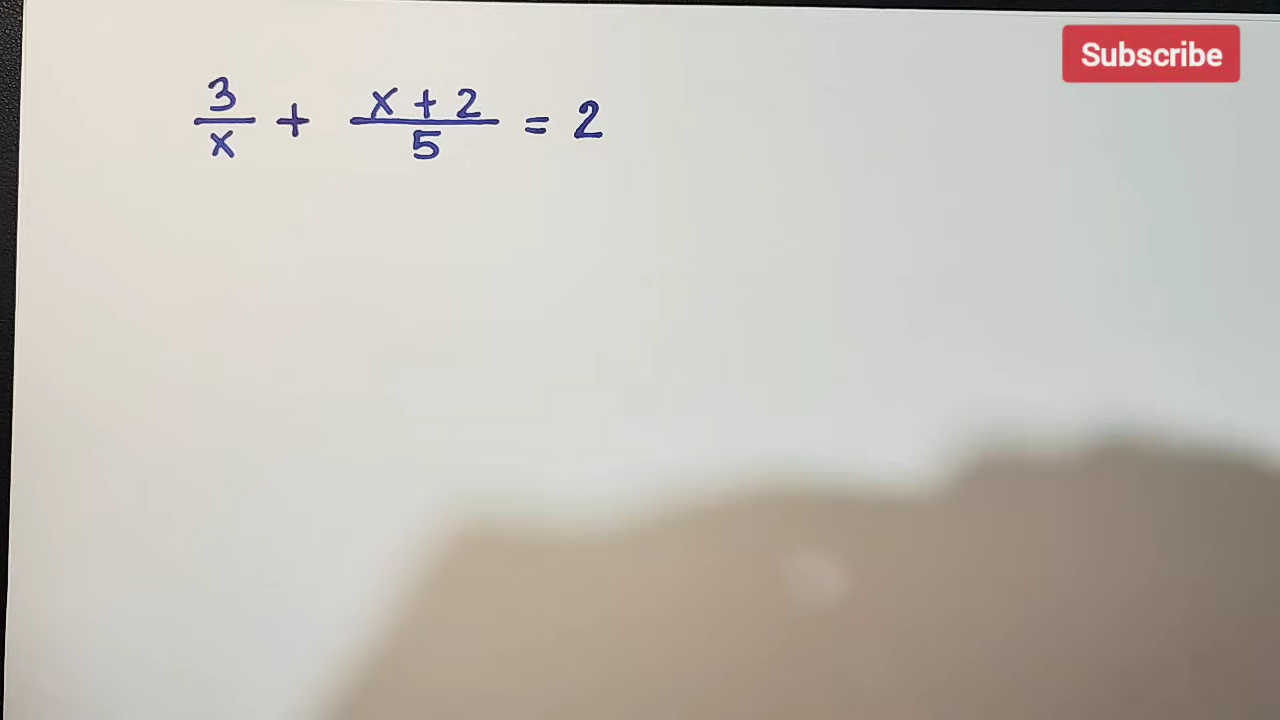 Subscribe
3/x + (x + 2)/5 = 2